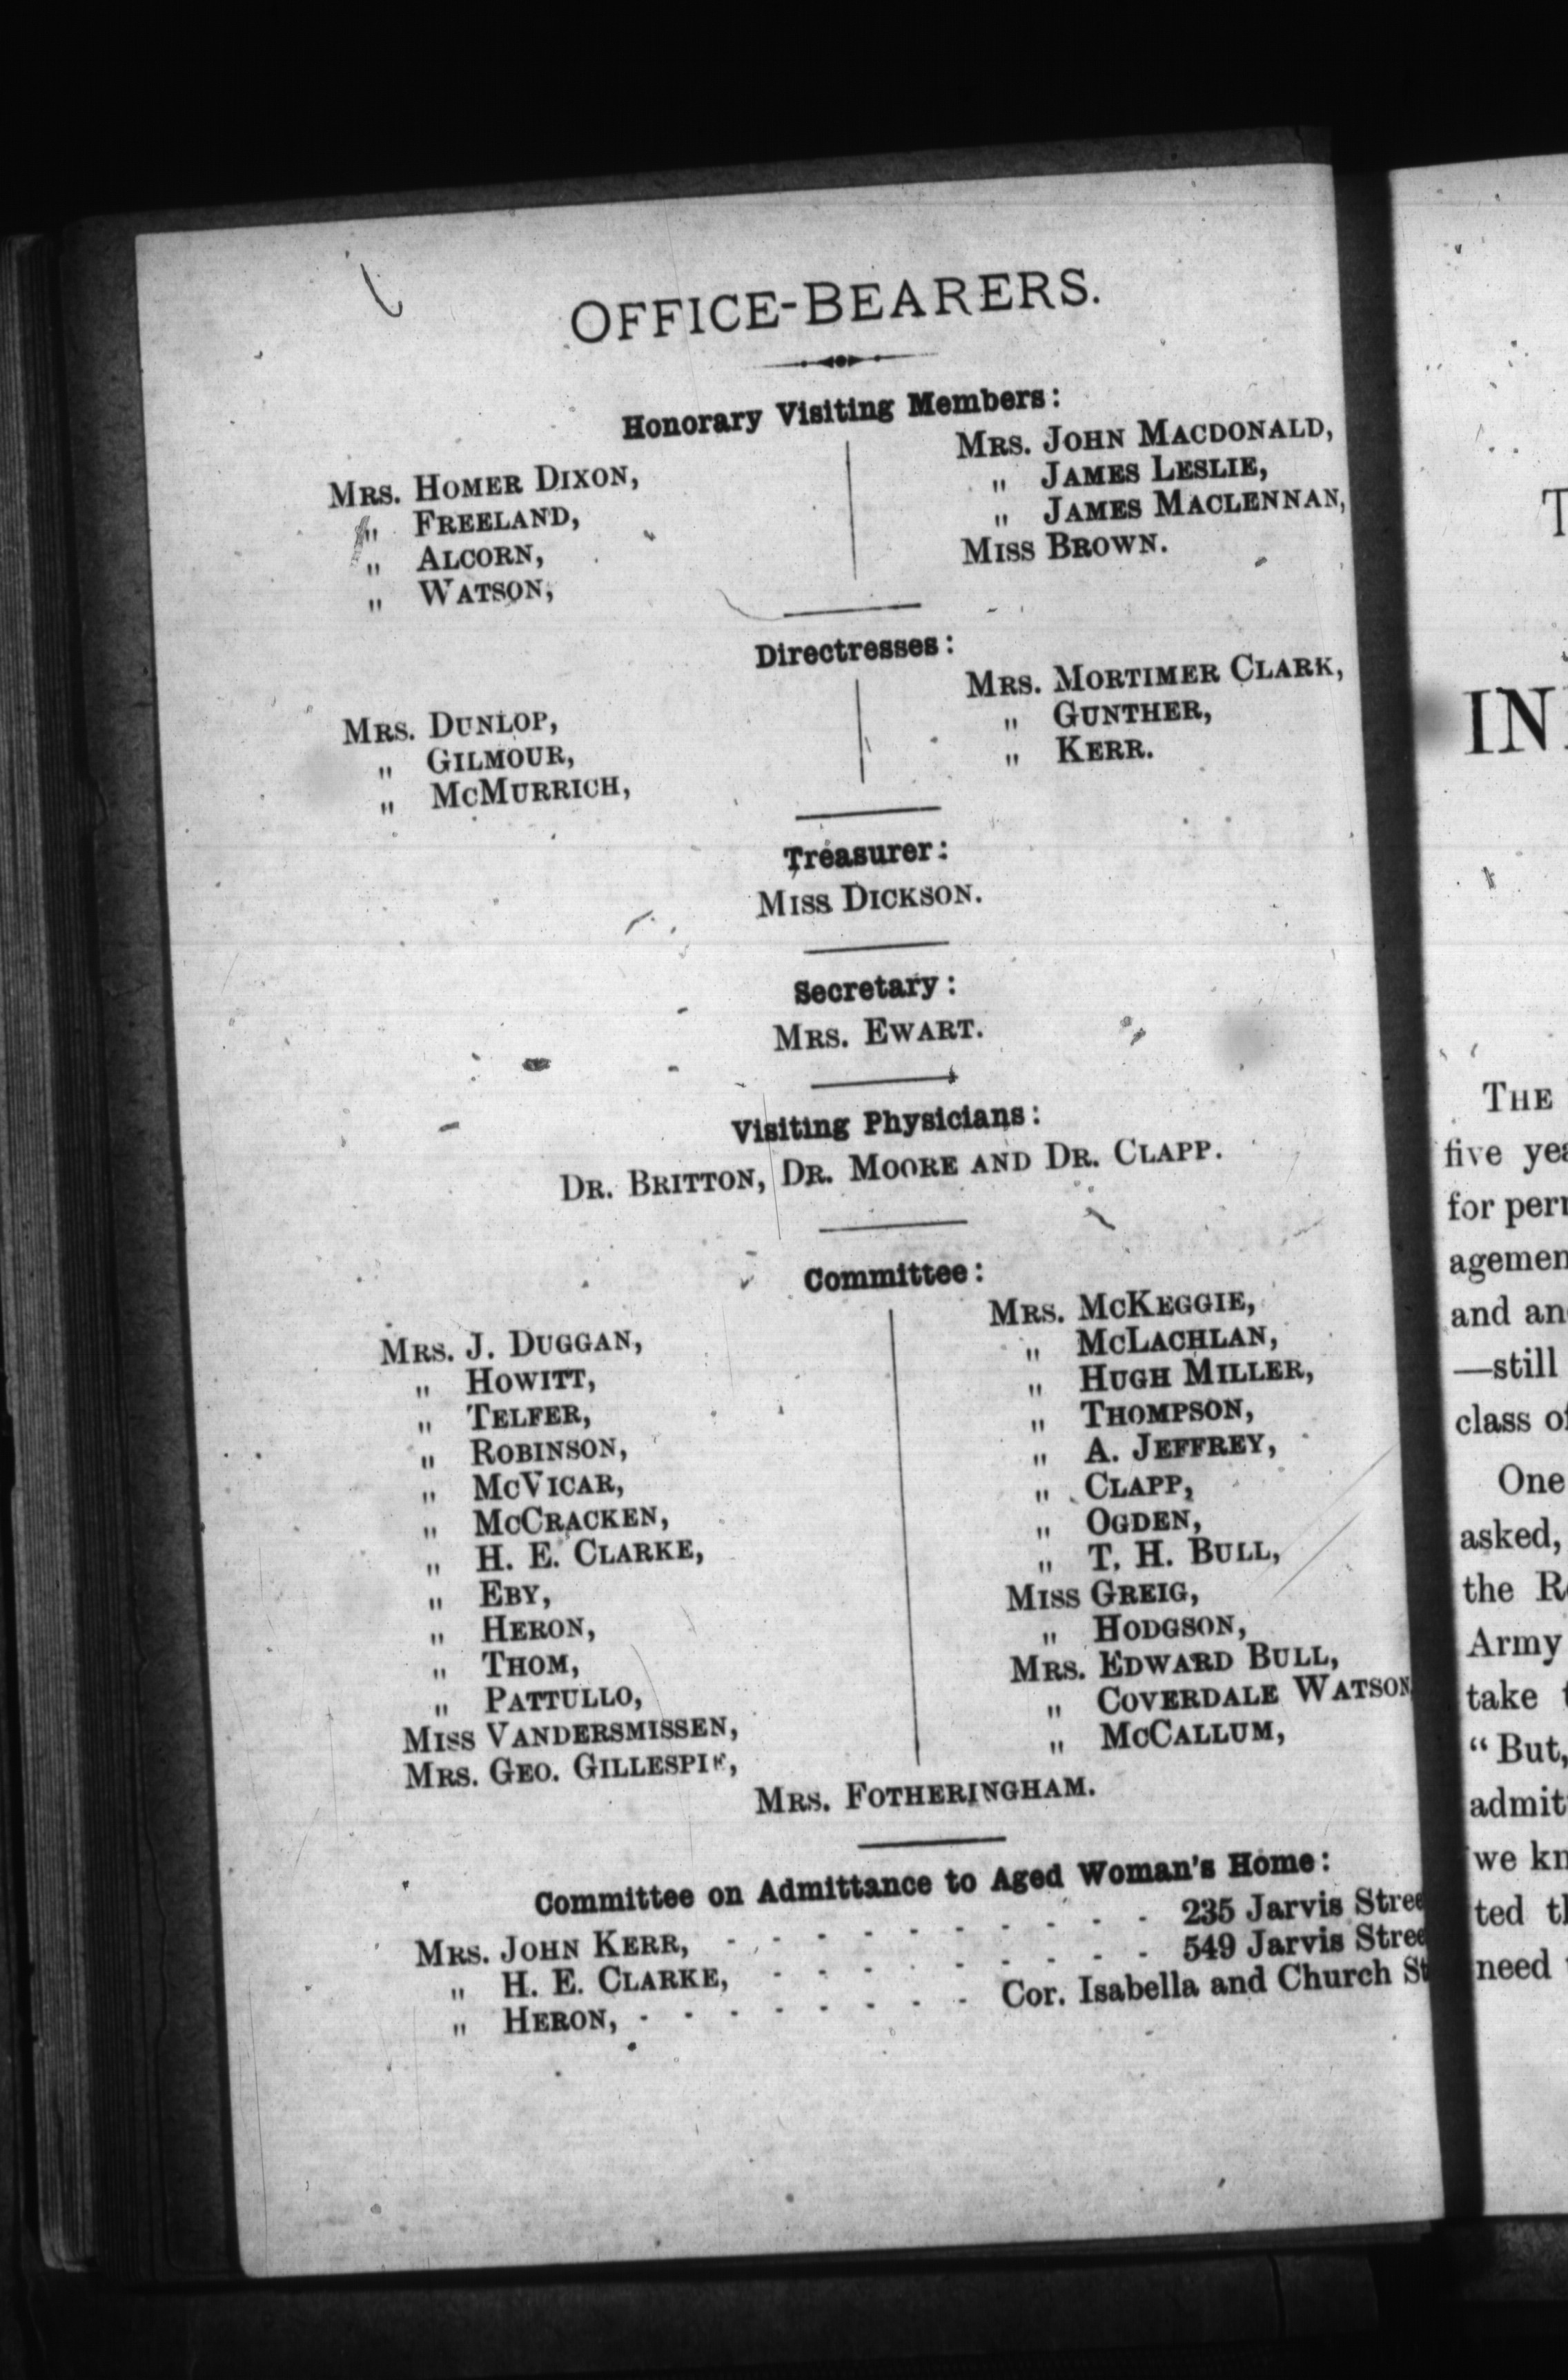 OFFICE-BEARERS.
Honorary Visiting Members:
MRS. HOMER DIXON,
" FREELAND,
" ALCORN,
" WATSON,
MRS. JOHN MACDONALD,
" JAMES LESLIE,
" JAMES MACLENNAN,
MISS BROWN.
Directresses:
MRS. DUNLOP,
" GILMOUR,
" MCMURRICH,
MRS. MORTIMER CLARK,
" GUNTHER,
" KERR.
Treasurer:
MISS DICKSON.
Secretary:
MRS. EWART.
Visiting Physicians:
DR. BRITTON, DR. MOORE AND DR. CLAPP.
Committee:
MRS. J. DUGGAN,
" HOWITT,
" TELFER,
" ROBINSON,
" MCVICAR,
" MCCRACKEN,
" H. E. CLARKE,
" EBY,
" HERON,
" THOM,
" PATTULLO,
MISS VANDERSMISSEN,
MRS. GEO. GILLESPIE,
MRS. MCKEGGIE,
" MCLACHLAN,
" HUGH MILLER,
" THOMPSON,
" A. JEFFREY,
" CLAPP,
" OGDEN,
" T. H. BULL,
MISS GREIG,
" HODGSON,
MRS. EDWARD BULL,
" COVERDALE WATSON
" MCCALLUM,
MRS. FOTHERINGHAM.
Committee on Admittance to Aged Woman's Home:
MRS. JOHN KERR, - - - - - - - - - - 235 Jarvis Stree
" H. E. CLARKE, - - - - - - - - - 549 Jarvis Stree
" HERON, - - - - - - - - Cor. Isabella and Church St
T
IN
THE
five yea
for per
agemen
and an
—still
class o
One
asked,
the R
Army
take
"But,
admit
we kn
ted t
need